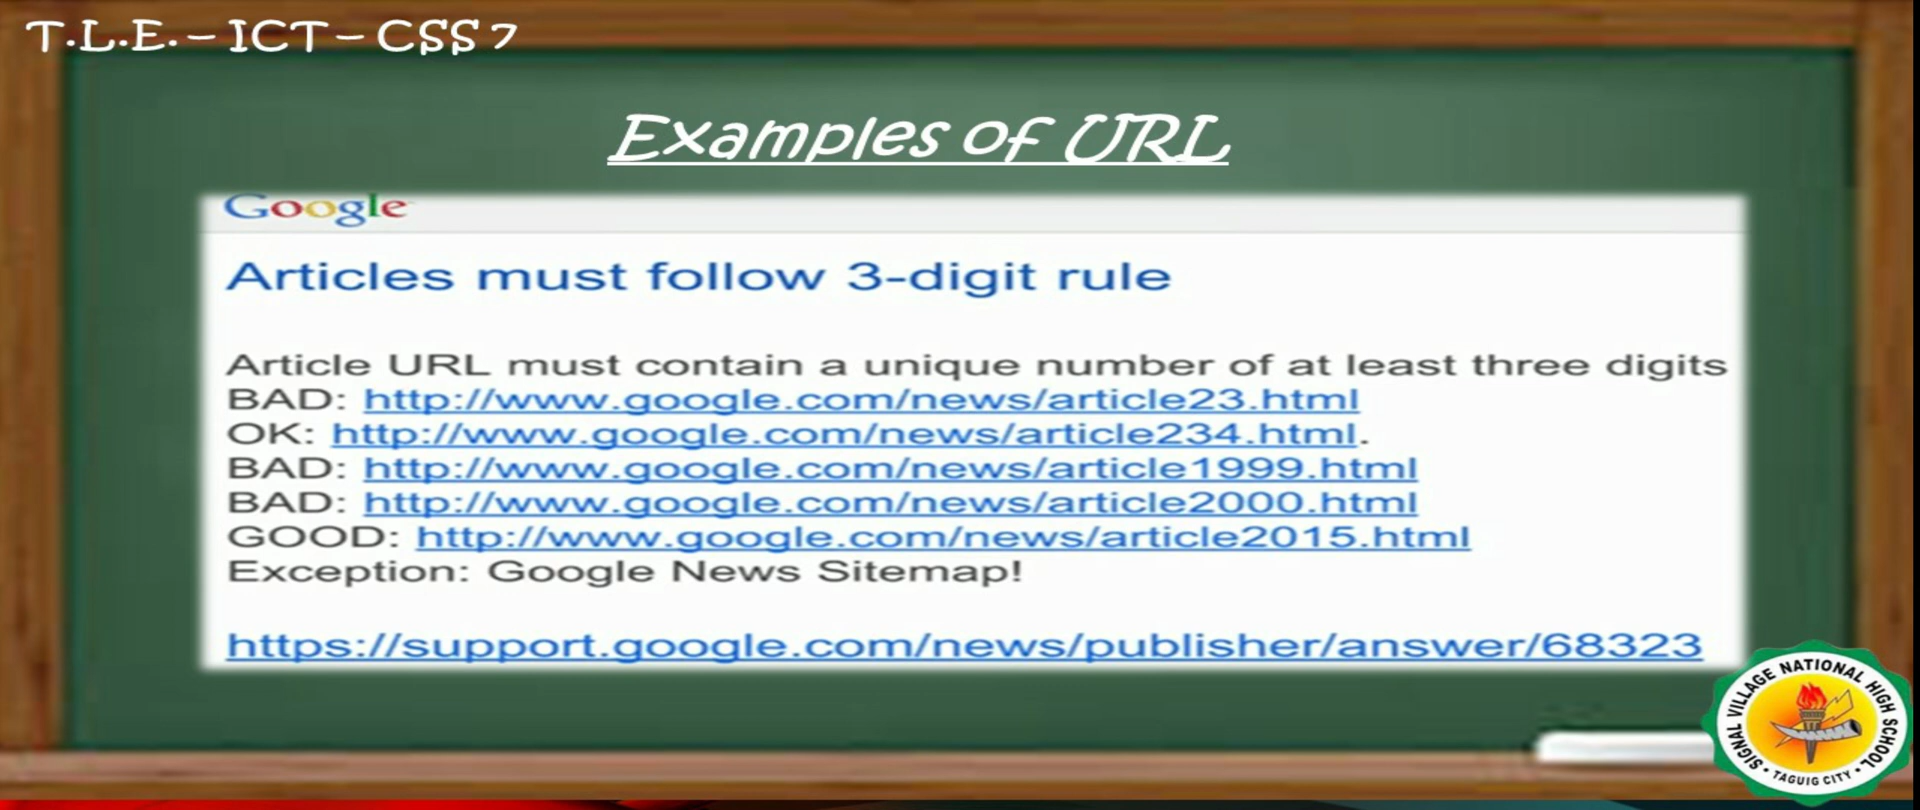 T.L.E. – ICT – CSS 7
Examples of URL
Google
Articles must follow 3-digit rule
Article URL must contain a unique number of at least three digits
BAD: http://www.google.com/news/article23.html
OK: http://www.google.com/news/article234.html.
BAD: http://www.google.com/news/article1999.html
BAD: http://www.google.com/news/article2000.html
GOOD: http://www.google.com/news/article2015.html
Exception: Google News Sitemap!
https://support.google.com/news/publisher/answer/68323
SIGNAL VILLAGE NATIONAL HIGH SCHOOL
• TAGUIG CITY •